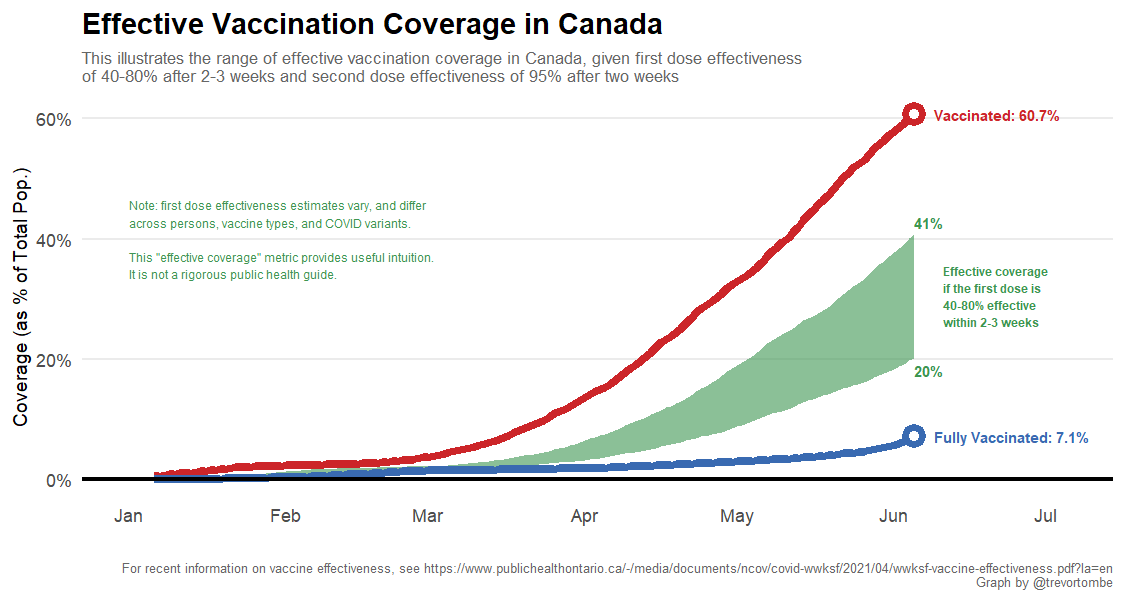 Effective Vaccination Coverage in Canada
This illustrates the range of effective vaccination coverage in Canada, given first dose effectiveness
of 40-80% after 2-3 weeks and second dose effectiveness of 95% after two weeks
Coverage (as % of Total Pop.)
60%
40%
20%
0%
Note: first dose effectiveness estimates vary, and differ
across persons, vaccine types, and COVID variants.
This "effective coverage" metric provides useful intuition.
It is not a rigorous public health guide.
Vaccinated: 60.7%
41%
Effective coverage
if the first dose is
40-80% effective
within 2-3 weeks
20%
Fully Vaccinated: 7.1%
Jan
Feb
Mar
Apr
May
Jun
Jul
For recent information on vaccine effectiveness, see https://www.publichealthontario.ca/-/media/documents/ncov/covid-wwksf/2021/04/wwksf-vaccine-effectiveness.pdf?la=en
Graph by @trevortombe